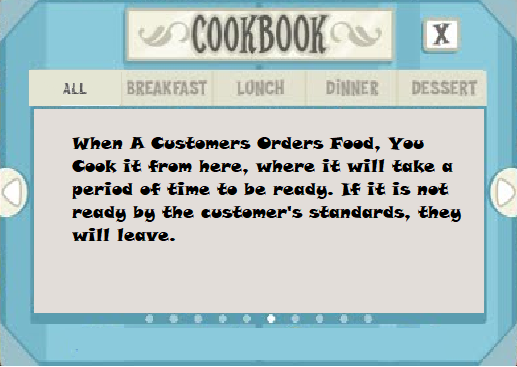 COOKBOOK
X
ALL BREAKFAST LUNCH DINNER DESSERT
When A Customers Orders Food, You
Cook it from here, where it will take a
period of time to be ready. If it is not
ready by the customer's standards, they
will leave.